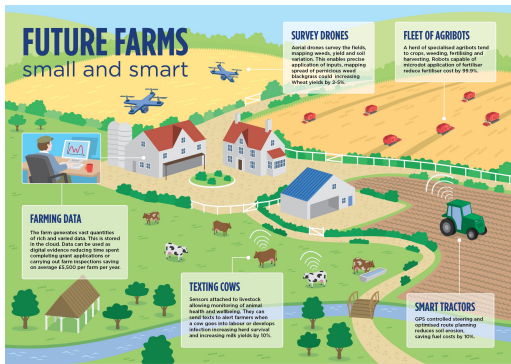 FUTURE FARMS
small and smart
SURVEY DRONES
Aerial drones survey the fields,
mapping weeds, yield and soil
variation. This enables precise
application of inputs, mapping
spread of pernicious weed
blackgrass could increasing
Wheat yields by 2-5%.
FLEET OF AGRIBOTS
A herd of specialised agribots tend
to crops, weeding, fertilising and
harvesting. Robots capable of
microdot application of fertiliser
reduce fertiliser cost by 99.9%.
FARMING DATA
The farm generates vast quantities
of rich and varied data. This is stored
in the cloud. Data can be used as
digital evidence reducing time spent
completing grant applications or
carrying out farm inspections saving
on average £5,500 per farm per year.
TEXTING COWS
Sensors attached to livestock
allowing monitoring of animal
health and wellbeing. They can
send texts to alert farmers when
a cow goes into labour or develops
infection increasing herd survival
and increasing milk yields by 10%.
SMART TRACTORS
GPS controlled steering and
optimised route planning
reduces soil erosion,
saving fuel costs by 10%.